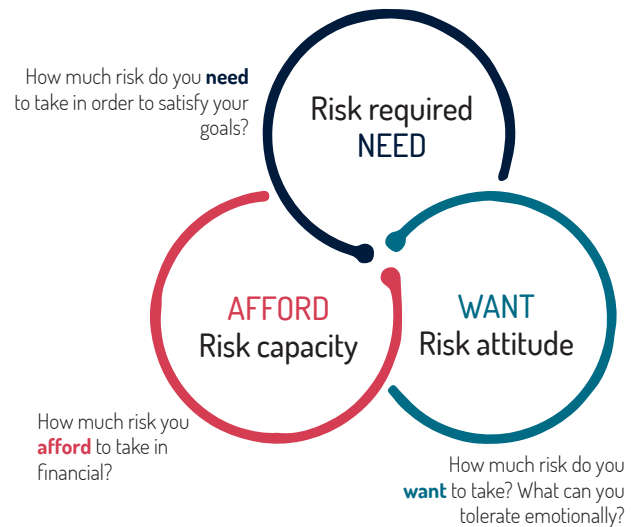 How much risk do you need
to take in order to satisfy your
goals?
Risk required
NEED
AFFORD
Risk capacity
WANT
Risk attitude
How much risk you
afford to take in
financial?
How much risk do you
want to take? What can you
tolerate emotionally?